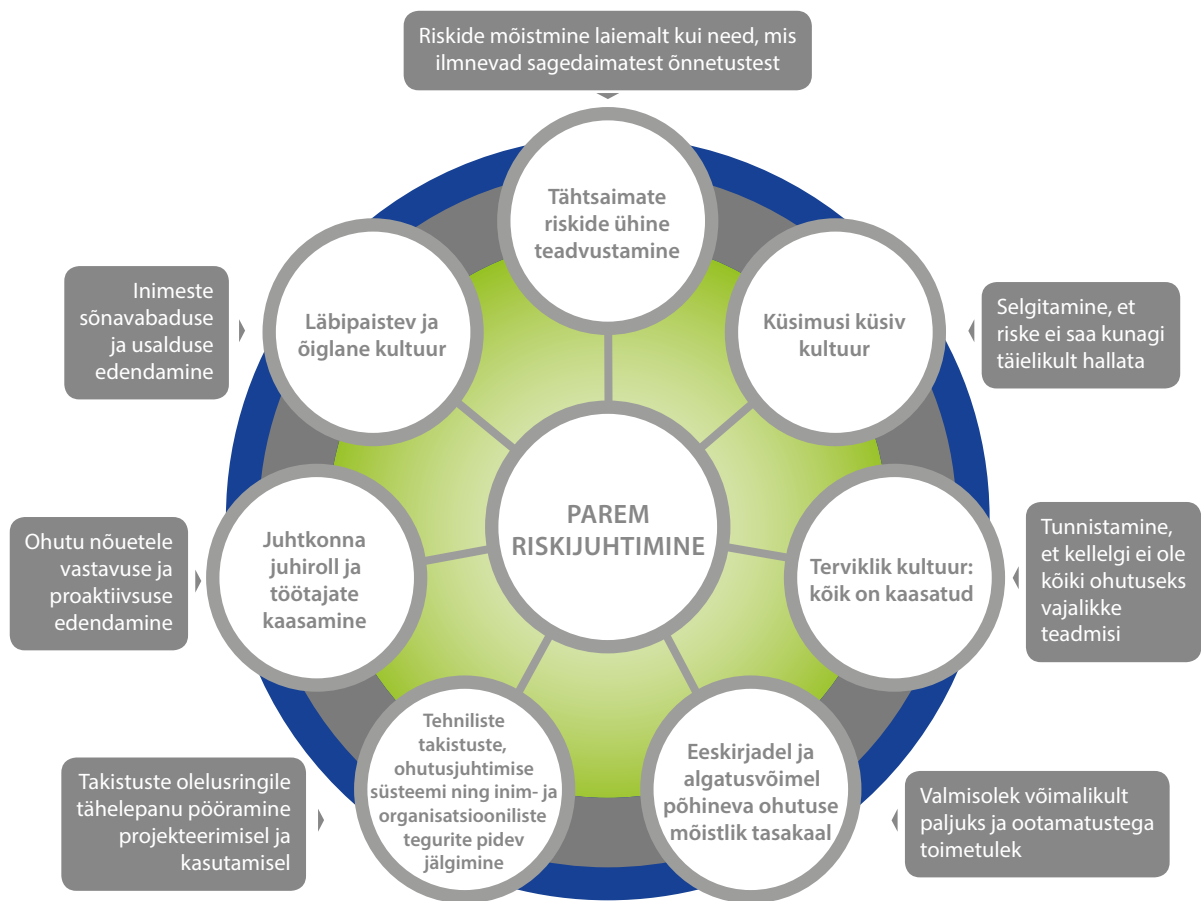 Riskide mõistmine laiemalt kui need, mis
ilmnevad sagedaimatest õnnetustest
Tähtsaimate
riskide ühine
teadvustamine
Inimeste
sõnavabaduse
ja usalduse
edendamine
Läbipaistev ja
õiglane kultuur
Küsimusi küsiv
kultuur
Selgitamine, et
riske ei saa kunagi
täielikult hallata
PAREM
RISKIJUHTIMINE
Ohutu nõuetele
vastavuse ja
proaktiivsuse
edendamine
Juhtkonna
juhiroll ja
töötajate
kaasamine
Terviklik kultuur:
kõik on kaasatud
Tunnistamine,
et kellelgi ei ole
kõiki ohutuseks
vajalikke
teadmisi
Takistuste olelusringile
tähelepanu pööramine
projekteerimisel ja
kasutamisel
Tehniliste
takistuste,
ohutusjuhtimise
süsteemi ning inim- ja
organisatsiooniliste
tegurite pidev
jälgimine
Eeskirjadel ja
algatusvõimel
põhineva ohutuse
mõistlik tasakaal
Valmisolek võimalikult
paljuks ja ootamatustega
toimetulek